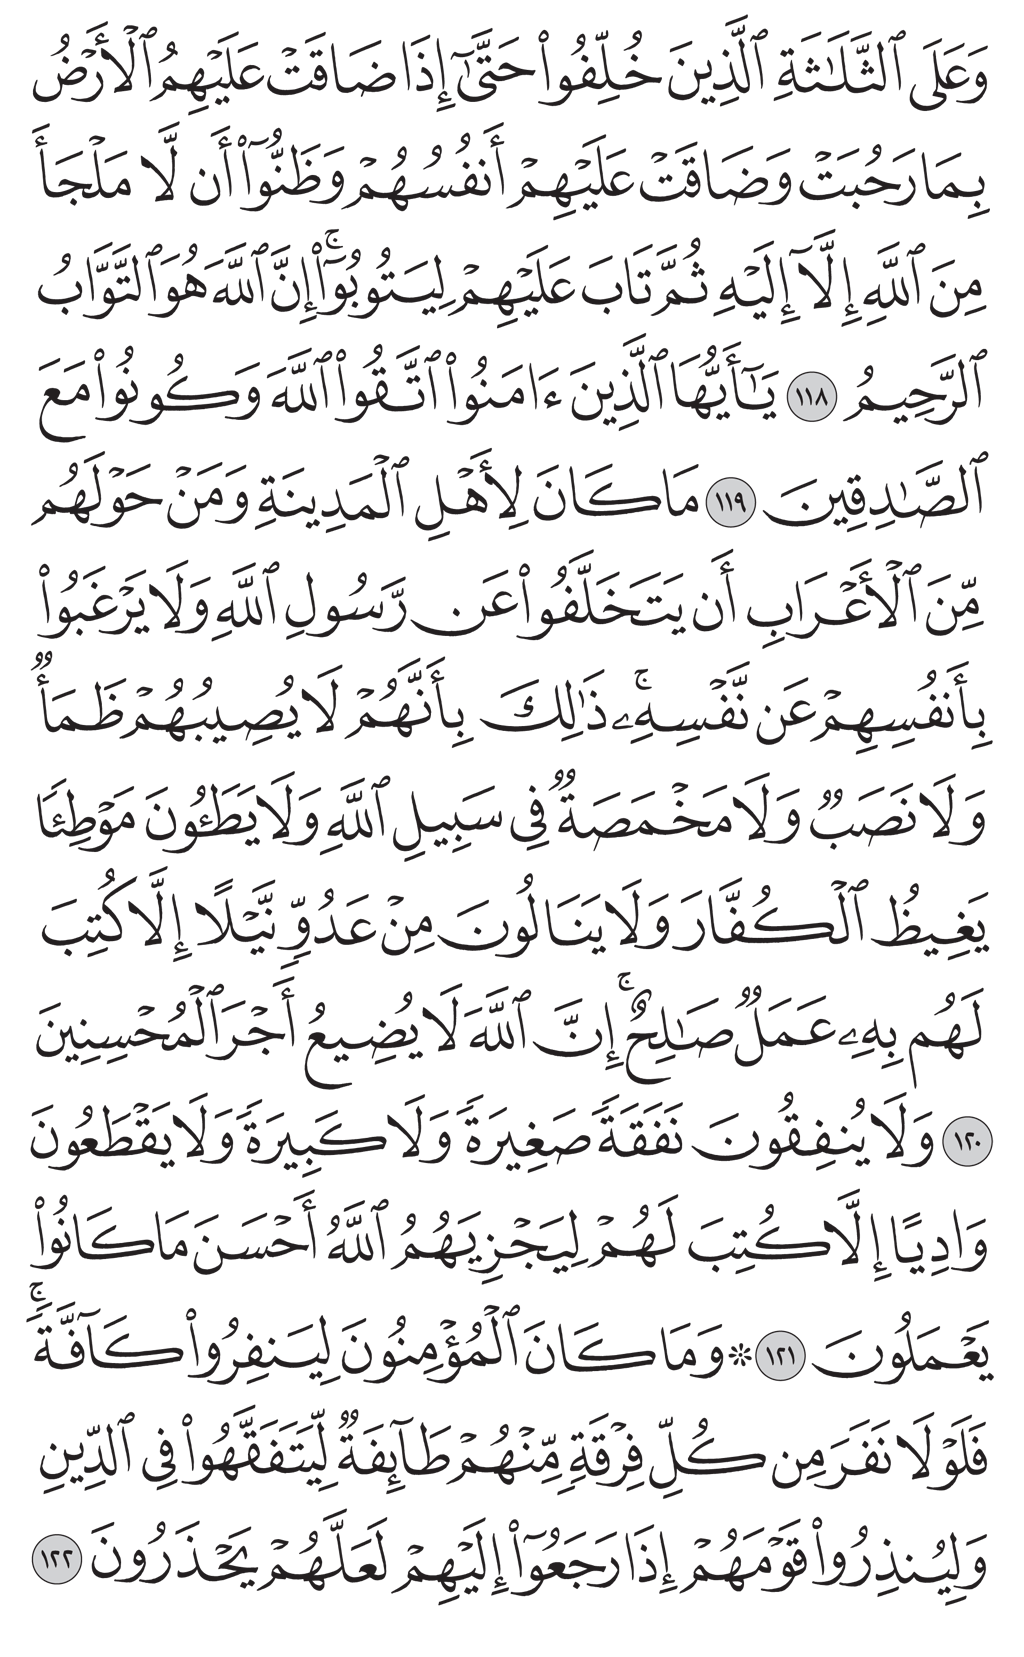 وَعَلَى ٱلثَّلَٰثَةِ ٱلَّذِينَ خُلِّفُوا۟ حَتَّىٰٓ إِذَا ضَاقَتْ عَلَيْهِمُ ٱلْأَرْضُ
بِمَا رَحُبَتْ وَضَاقَتْ عَلَيْهِمْ أَنفُسُهُمْ وَظَنُّوٓا۟ أَن لَّا مَلْجَأَ
مِنَ ٱللَّهِ إِلَّآ إِلَيْهِ ثُمَّ تَابَ عَلَيْهِمْ لِيَتُوبُوٓا۟ ۚ إِنَّ ٱللَّهَ هُوَ ٱلتَّوَّابُ
ٱلرَّحِيمُ ١١٨ يَٰٓأَيُّهَا ٱلَّذِينَ ءَامَنُوا۟ ٱتَّقُوا۟ ٱللَّهَ وَكُونُوا۟ مَعَ
ٱلصَّٰدِقِينَ ١١٩ مَا كَانَ لِأَهْلِ ٱلْمَدِينَةِ وَمَنْ حَوْلَهُم
مِّنَ ٱلْأَعْرَابِ أَن يَتَخَلَّفُوا۟ عَن رَّسُولِ ٱللَّهِ وَلَا يَرْغَبُوا۟
بِأَنفُسِهِمْ عَن نَّفْسِهِۦ ۚ ذَٰلِكَ بِأَنَّهُمْ لَا يُصِيبُهُمْ ظَمَأٌ
وَلَا نَصَبٌ وَلَا مَخْمَصَةٌ فِى سَبِيلِ ٱللَّهِ وَلَا يَطَـُٔونَ مَوْطِئًا
يَغِيظُ ٱلْكُفَّارَ وَلَا يَنَالُونَ مِنْ عَدُوٍّ نَّيْلًا إِلَّا كُتِبَ
لَهُم بِهِۦ عَمَلٌ صَٰلِحٌ ۚ إِنَّ ٱللَّهَ لَا يُضِيعُ أَجْرَ ٱلْمُحْسِنِينَ
١٢٠ وَلَا يُنفِقُونَ نَفَقَةً صَغِيرَةً وَلَا كَبِيرَةً وَلَا يَقْطَعُونَ
وَادِيًا إِلَّا كُتِبَ لَهُمْ لِيَجْزِيَهُمُ ٱللَّهُ أَحْسَنَ مَا كَانُوا۟
يَعْمَلُونَ ١٢١ ۞ وَمَا كَانَ ٱلْمُؤْمِنُونَ لِيَنفِرُوا۟ كَآفَّةً ۚ
فَلَوْلَا نَفَرَ مِن كُلِّ فِرْقَةٍ مِّنْهُمْ طَآئِفَةٌ لِّيَتَفَقَّهُوا۟ فِى ٱلدِّينِ
وَلِيُنذِرُوا۟ قَوْمَهُمْ إِذَا رَجَعُوٓا۟ إِلَيْهِمْ لَعَلَّهُمْ يَحْذَرُونَ ١٢٢